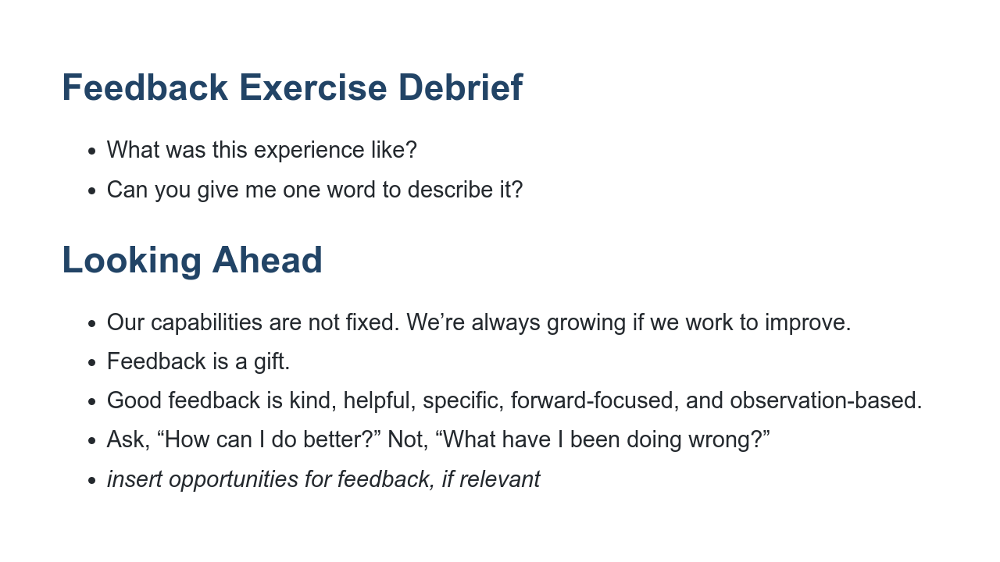 Feedback Exercise Debrief
What was this experience like?
Can you give me one word to describe it?
Looking Ahead
Our capabilities are not fixed. We’re always growing if we work to improve.
Feedback is a gift.
Good feedback is kind, helpful, specific, forward-focused, and observation-based.
Ask, “How can I do better?” Not, “What have I been doing wrong?”
insert opportunities for feedback, if relevant